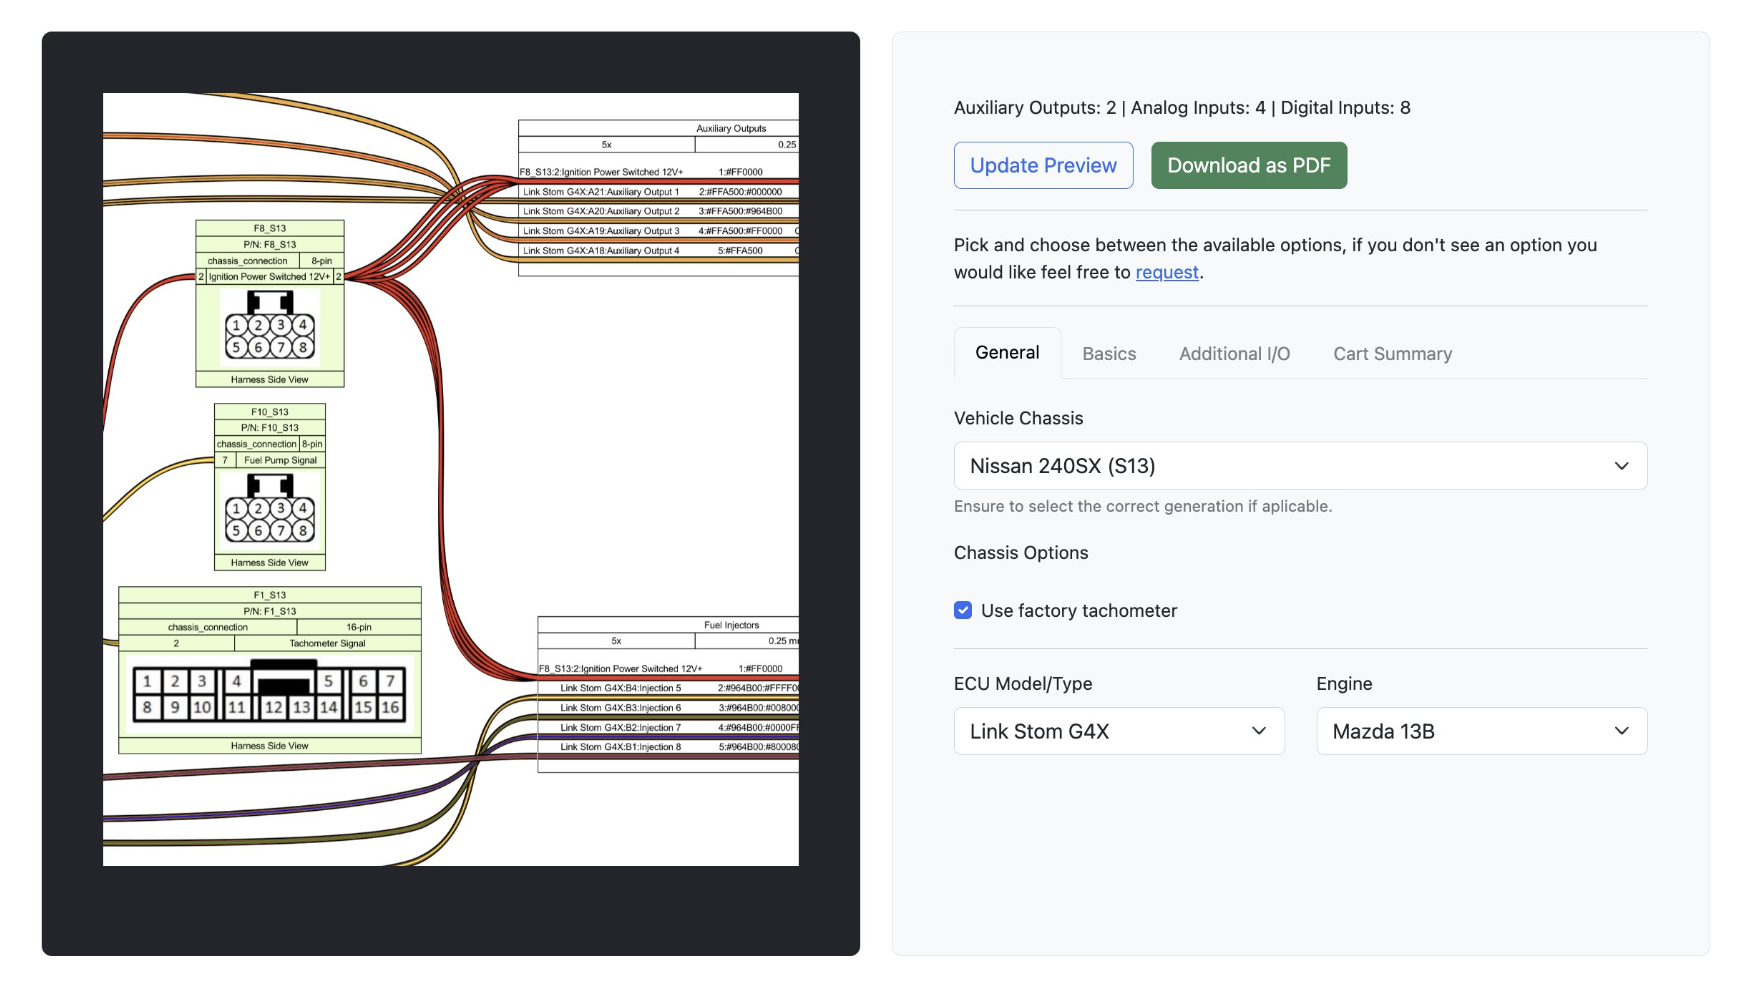 Auxiliary Outputs
5x 0.25
F8_S13:2:Ignition Power Switched 12V+ 1:#FF0000
Link Stom G4X:A21:Auxiliary Output 1 2:#FFA500:#000000
Link Stom G4X:A20:Auxiliary Output 2 3:#FFA500:#964B00
Link Stom G4X:A19:Auxiliary Output 3 4:#FFA500:#FF0000
Link Stom G4X:A18:Auxiliary Output 4 5:#FFA500
F8_S13
P/N: F8_S13
chassis_connection 8-pin
2 Ignition Power Switched 12V+ 2
1 2 3 4
5 6 7 8
Harness Side View
F10_S13
P/N: F10_S13
chassis_connection 8-pin
7 Fuel Pump Signal
1 2 3 4
5 6 7 8
Harness Side View
F1_S13
P/N: F1_S13
chassis_connection 16-pin
2 Tachometer Signal
1 2 3 4 5 6 7
8 9 10 11 12 13 14 15 16
Harness Side View
Fuel Injectors
5x 0.25 m
F8_S13:2:Ignition Power Switched 12V+ 1:#FF0000
Link Stom G4X:B4:Injection 5 2:#964B00:#FFFF0
Link Stom G4X:B3:Injection 6 3:#964B00:#00800
Link Stom G4X:B2:Injection 7 4:#964B00:#0000F
Link Stom G4X:B1:Injection 8 5:#964B00:#80008
Auxiliary Outputs: 2 | Analog Inputs: 4 | Digital Inputs: 8
Update Preview Download as PDF
Pick and choose between the available options, if you don't see an option you
would like feel free to request.
General Basics Additional I/O Cart Summary
Vehicle Chassis
Nissan 240SX (S13)
Ensure to select the correct generation if aplicable.
Chassis Options
Use factory tachometer
ECU Model/Type Engine
Link Stom G4X Mazda 13B